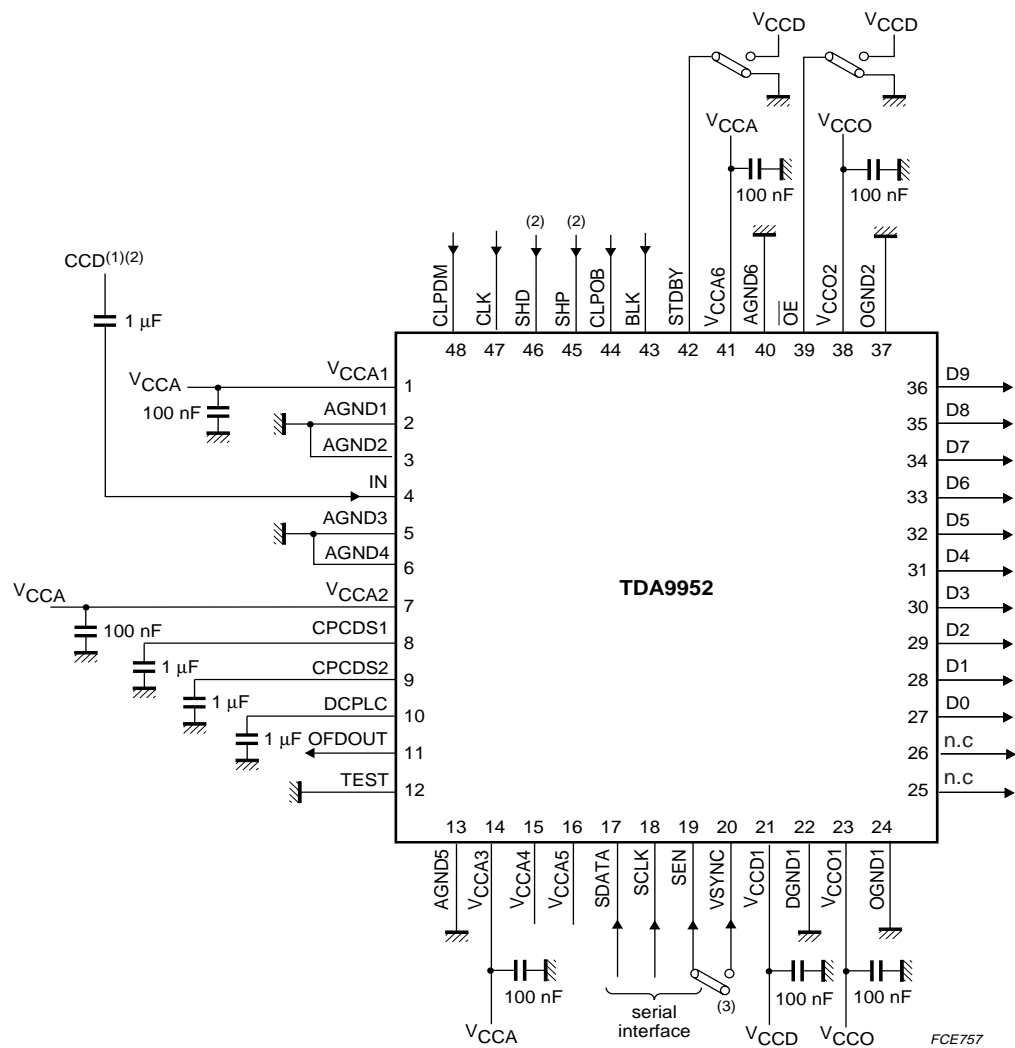 VCCD VCCD
VCCA VCCO
100 nF 100 nF
(2) (2)
CCD(1)(2)
1 μF
CLPDM CLK SHD SHP CLPOB BLK STDBY VCCA6 AGND6 OE VCCO2 OGND2
48 47 46 45 44 43 42 41 40 39 38 37
VCCA VCCA1 1
100 nF
AGND1 2
AGND2 3
IN 4
AGND3 5
AGND4 6
VCCA VCCA2 7
100 nF
CPCDS1 8
1 μF
CPCDS2 9
1 μF
DCPLC 10
1 μF OFDOUT 11
TEST 12
TDA9952
36 D9
35 D8
34 D7
33 D6
32 D5
31 D4
30 D3
29 D2
28 D1
27 D0
26 n.c
25 n.c
13 14 15 16 17 18 19 20 21 22 23 24
AGND5 VCCA3 VCCA4 VCCA5 SDATA SCLK SEN VSYNC VCCD1 DGND1 VCCO1 OGND1
100 nF (3) 100 nF 100 nF
serial
interface
VCCA VCCD VCCO
FCE757